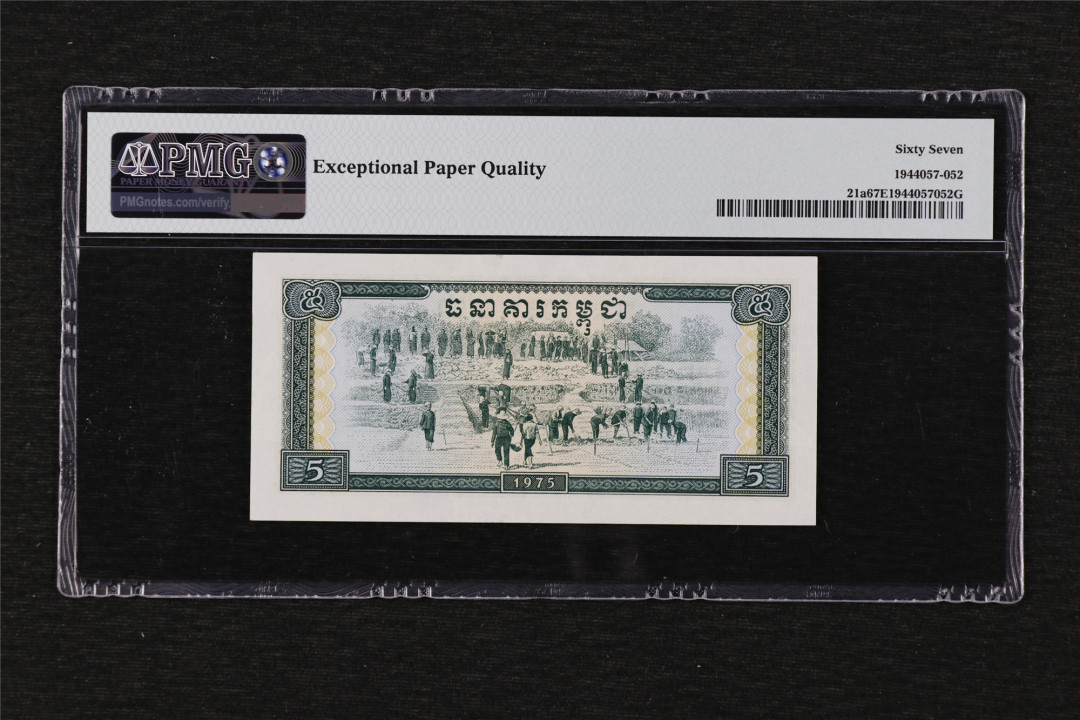 PMG
PAPER MONEY GUARANTY
PMGnotes.com/verify
Exceptional Paper Quality
Sixty Seven
1944057-052
21a67E1944057052G
៥
៥
ធនាគារកម្ពុជា
5
1975
5